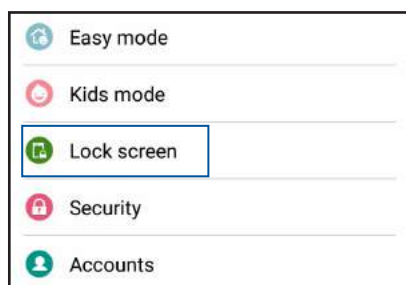 Easy mode
Kids mode
Lock screen
Security
Accounts